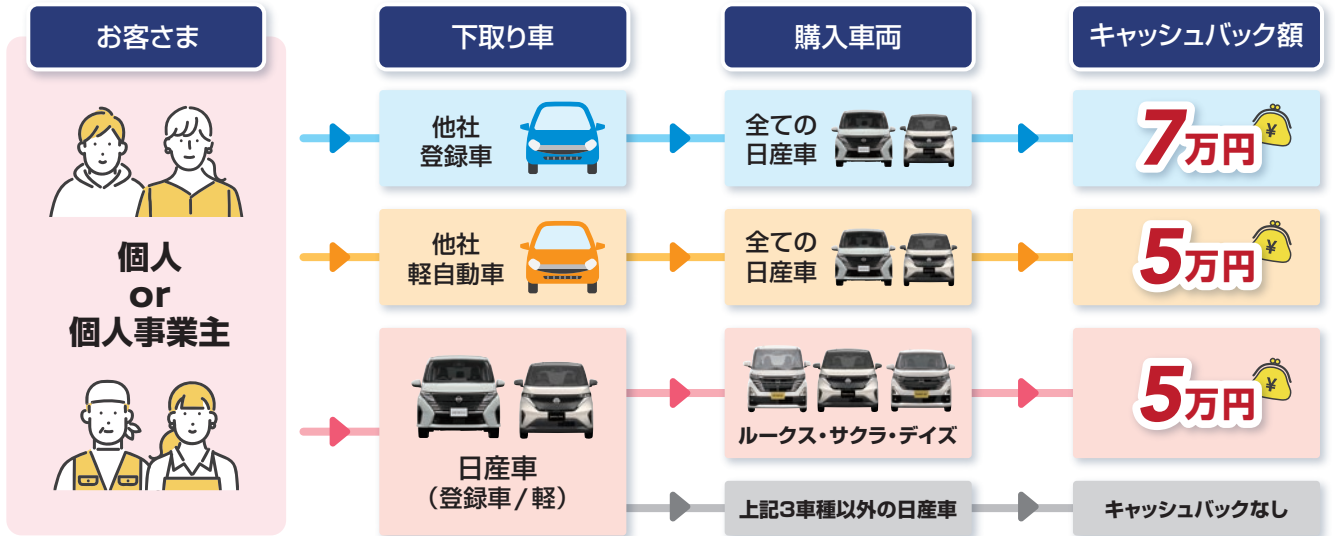 お客さま
下取り車
購入車両
キャッシュバック額
個人
or
個人事業主
他社
登録車
全ての
日産車
7万円
¥
他社
軽自動車
全ての
日産車
5万円
¥
日産車
（登録車/軽）
ルークス・サクラ・デイズ
5万円
¥
上記3車種以外の日産車
キャッシュバックなし